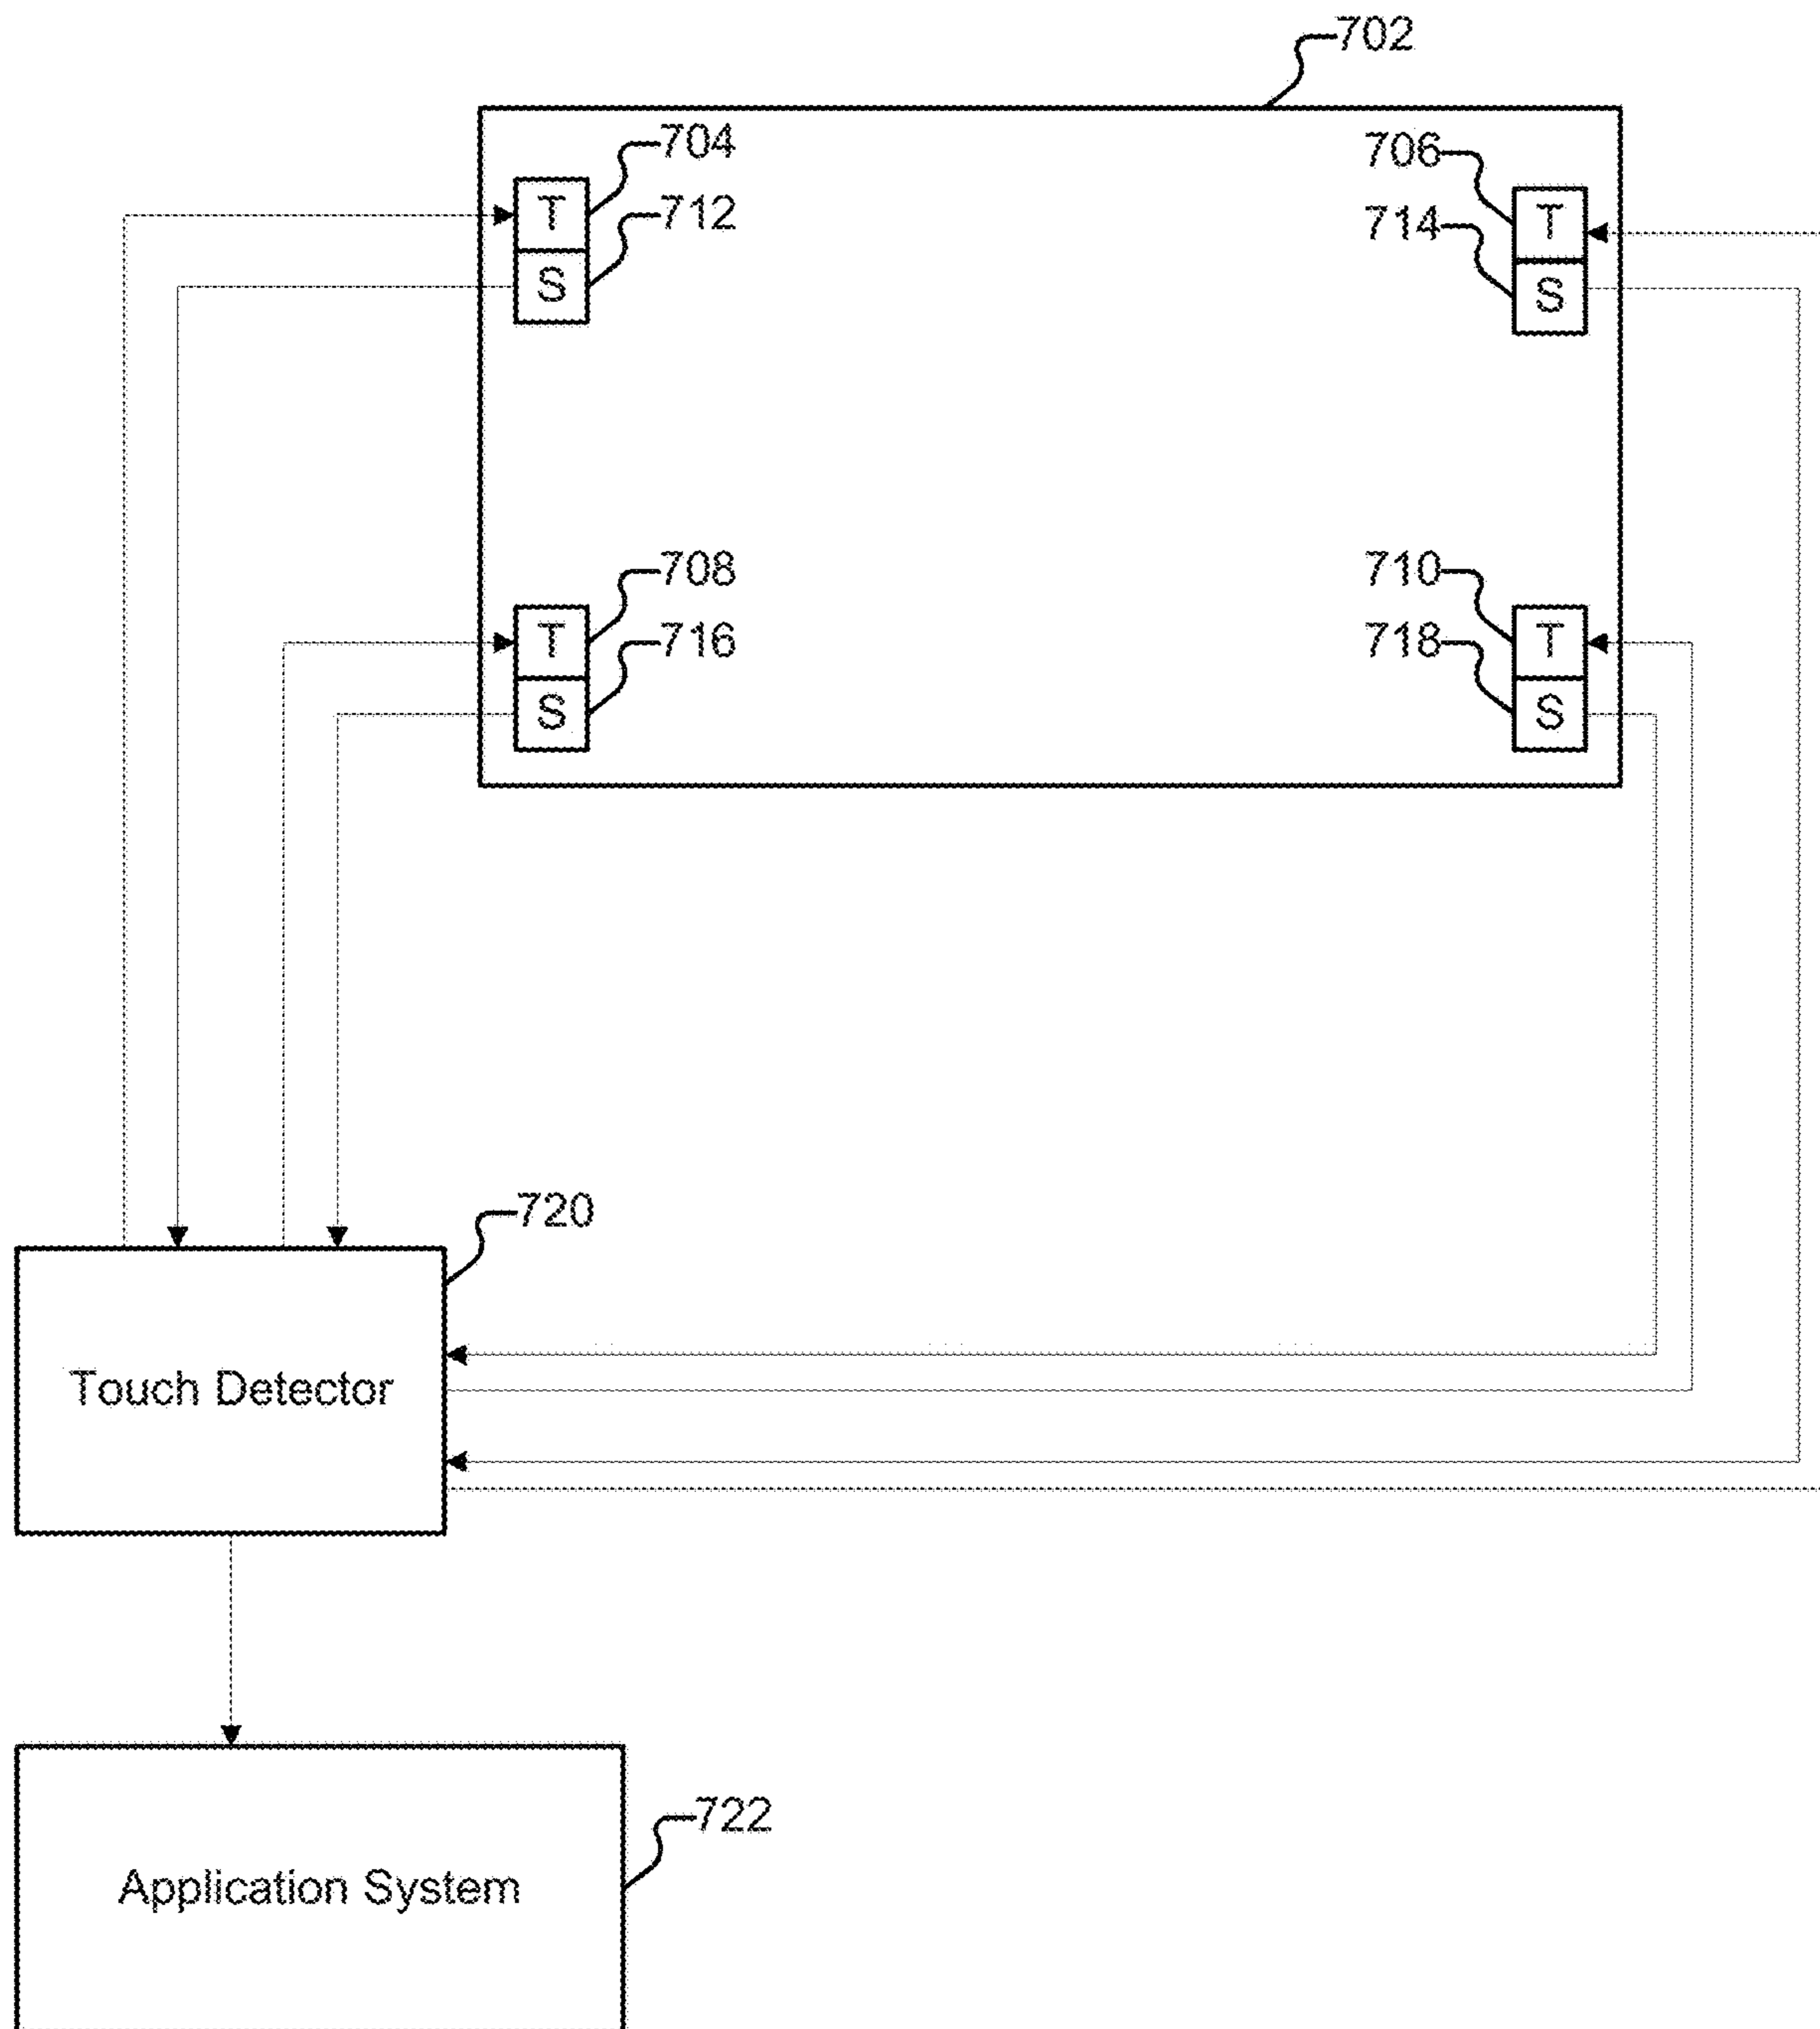 702
704
706
T
T
712
714
S
S
708
710
T
T
716
718
S
S
720
Touch Detector
722
Application System